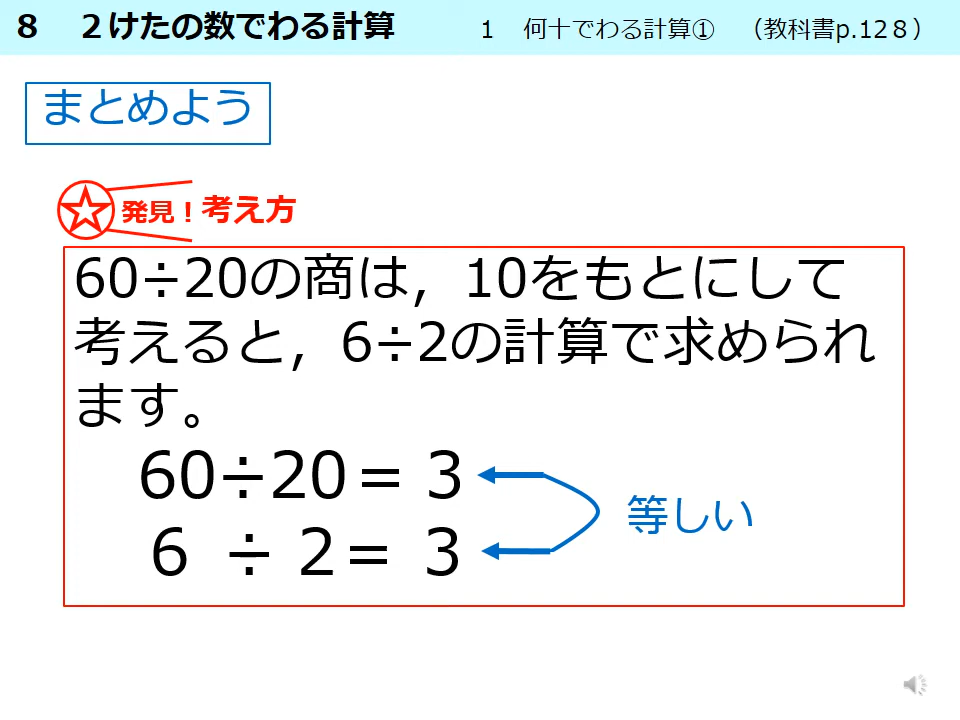 ８　２けたの数でわる計算　　１　何十でわる計算①　（教科書p.12８）
まとめよう
発見！考え方
60÷20の商は，10をもとにして
考えると，6÷2の計算で求められ
ます。
60÷20＝ 3
6 ÷ 2＝ 3
等しい